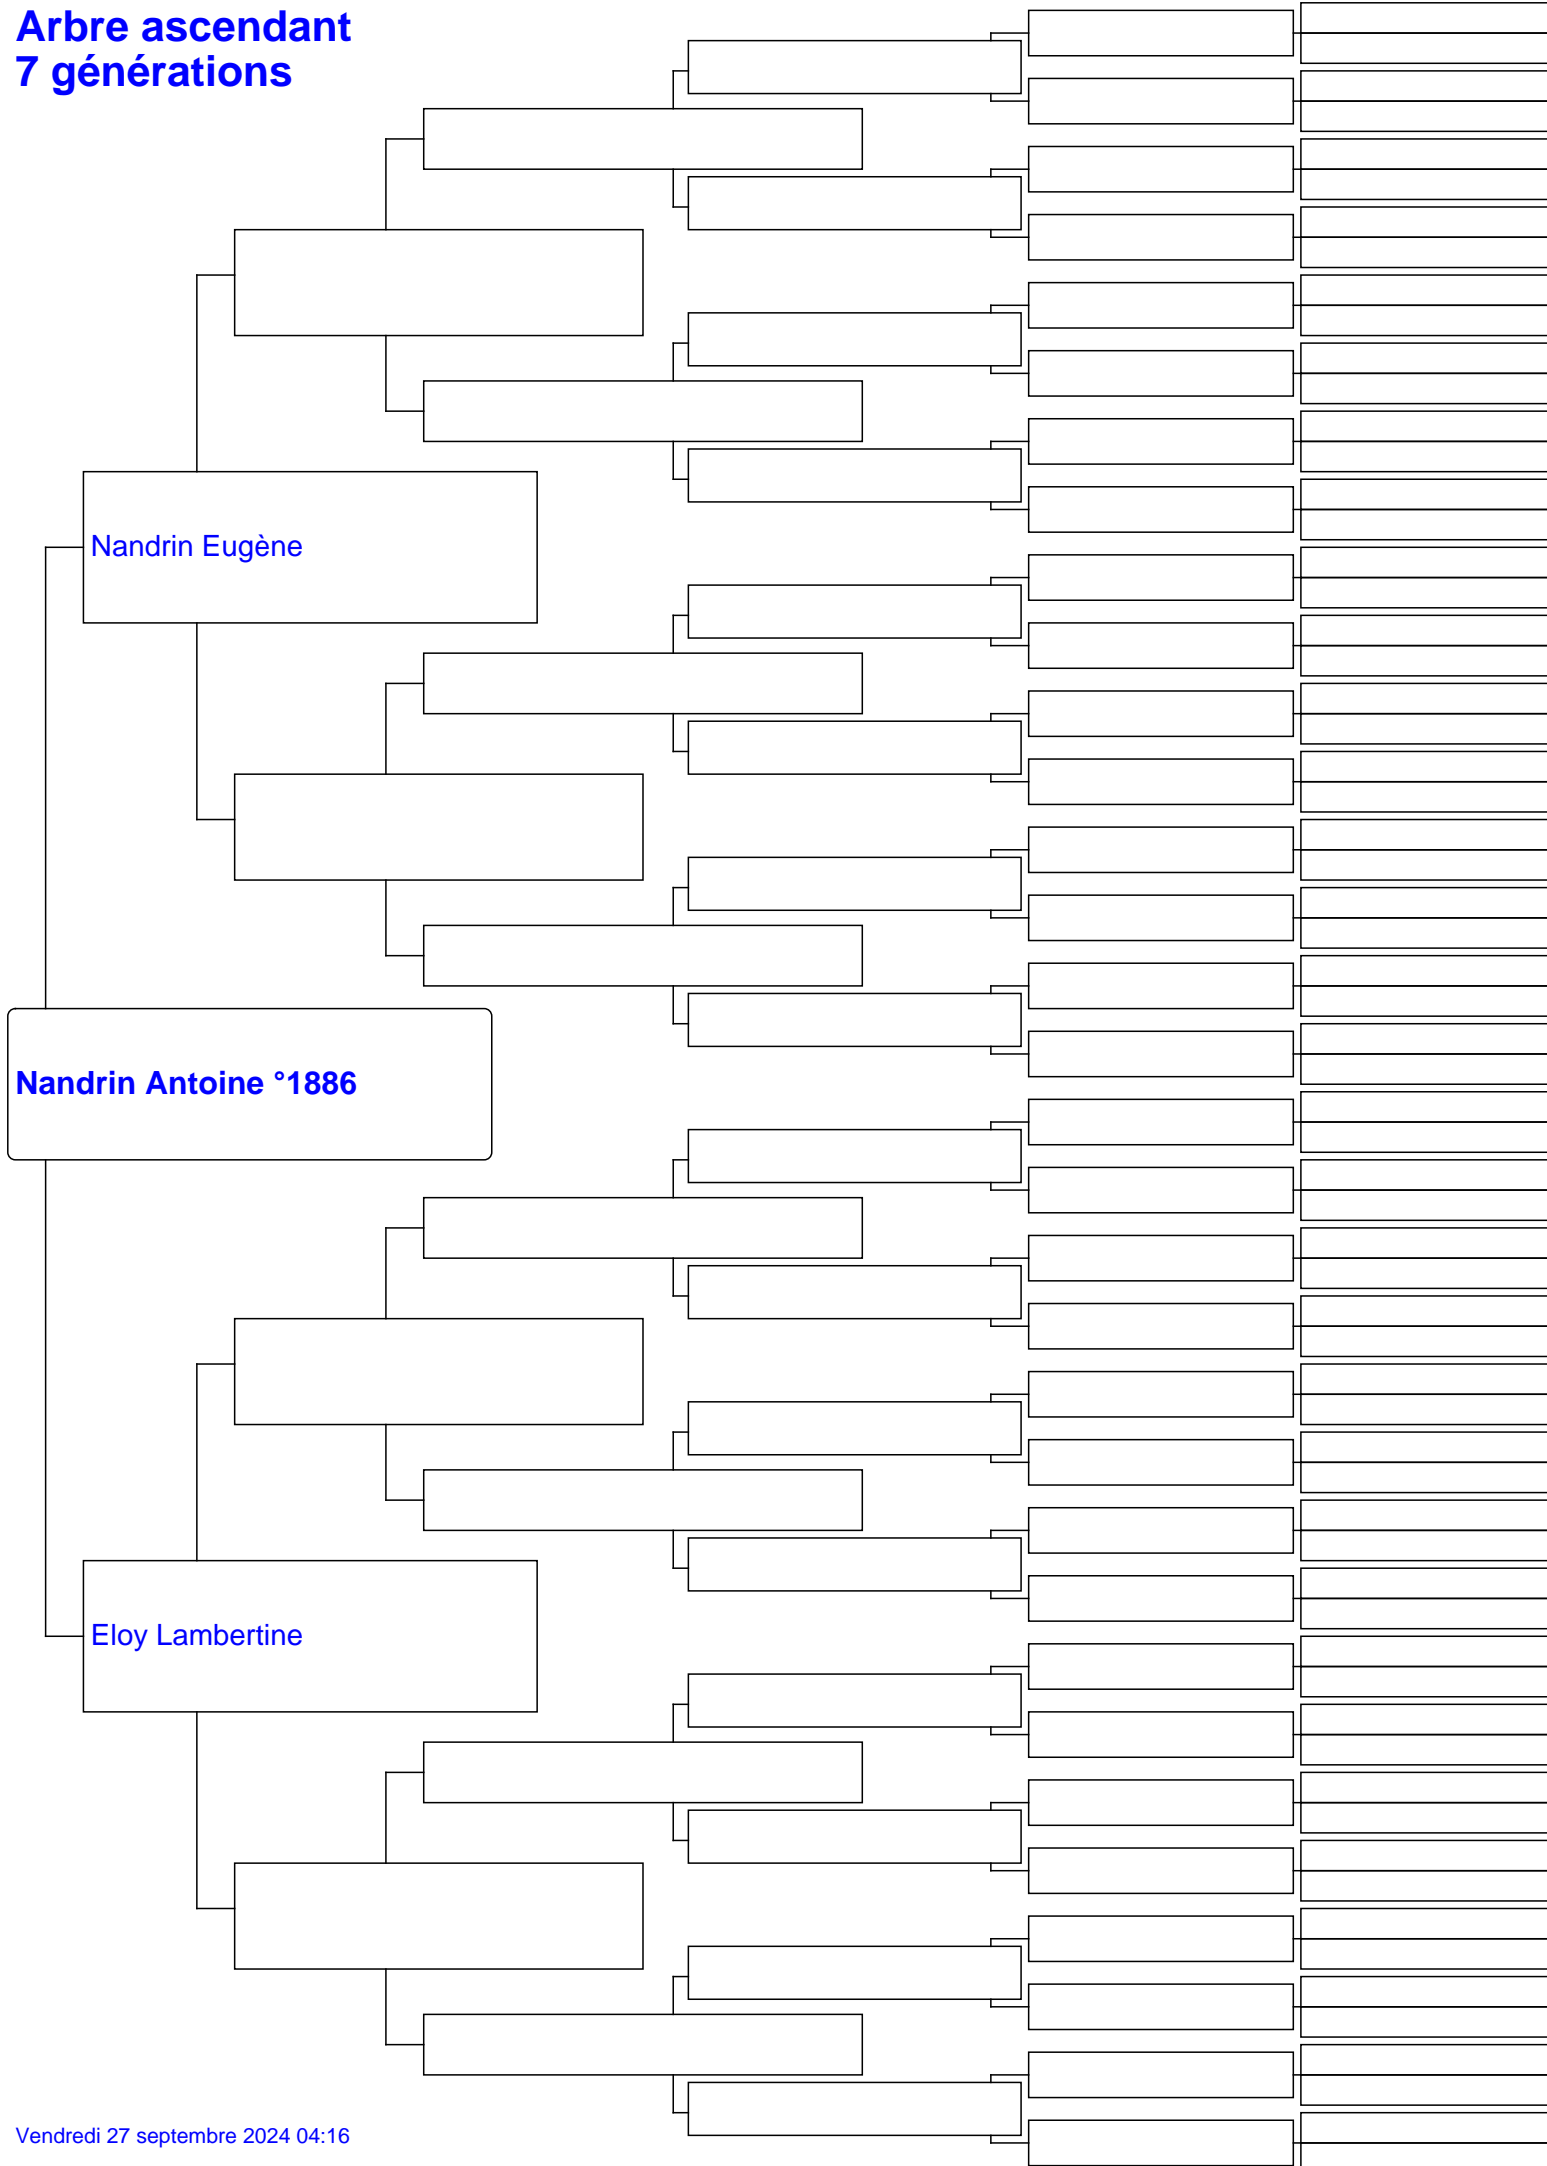 Arbre ascendant
7 générations
Nandrin Eugène
Nandrin Antoine °1886
Eloy Lambertine
Vendredi 27 septembre 2024 04:16